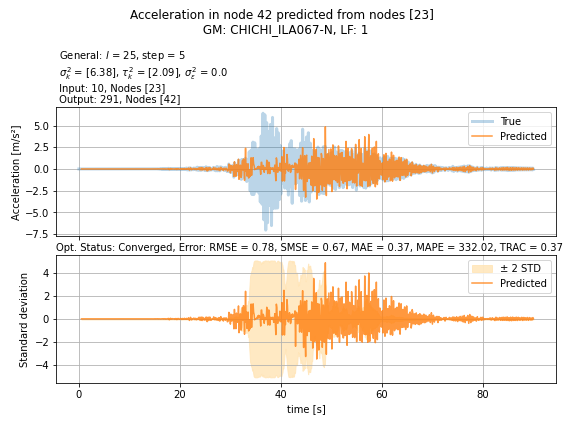 Acceleration in node 42 predicted from nodes [23]
GM: CHICHI_ILA067-N, LF: 1
General: l = 25, step = 5
σ²ₖ = [6.38], τ²ₖ = [2.09], σ²ε = 0.0
Input: 10, Nodes [23]
Output: 291, Nodes [42]
Acceleration [m/s²]
5.0
2.5
0.0
−2.5
−5.0
−7.5
True
Predicted
Opt. Status: Converged, Error: RMSE = 0.78, SMSE = 0.67, MAE = 0.37, MAPE = 332.02, TRAC = 0.37
Standard deviation
4
2
0
−2
−4
± 2 STD
Predicted
0
20
40
60
80
time [s]